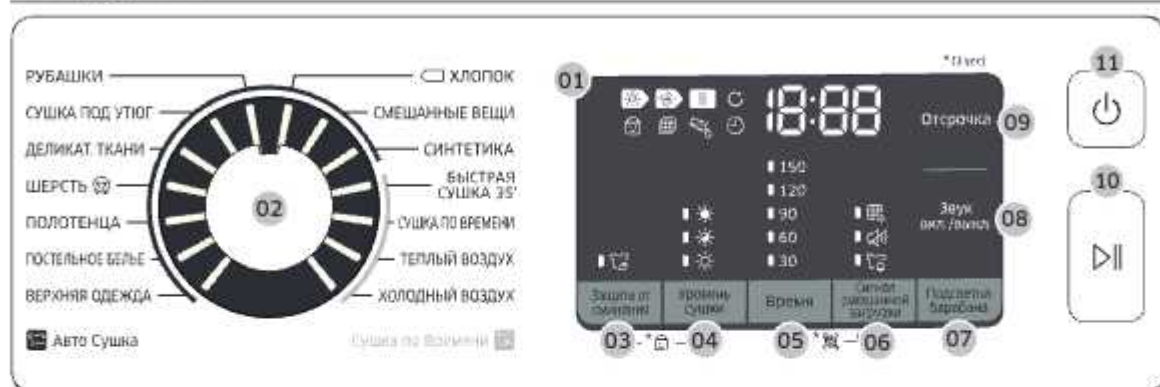 РУБАШКИ
СУШКА ПОД УТЮГ
ДЕЛИКАТ. ТКАНИ
ШЕРСТЬ
ПОЛОТЕНЦА
ПОСТЕЛЬНОЕ БЕЛЬЕ
ВЕРХНЯЯ ОДЕЖДА
02
ХЛОПОК
СМЕШАННЫЕ ВЕЩИ
СИНТЕТИКА
БЫСТРАЯ
СУШКА 35'
СУШКА ПО ВРЕМЕНИ
ТЕПЛЫЙ ВОЗДУХ
ХОЛОДНЫЙ ВОЗДУХ
Авто Сушка
Сушка по Времени
01
18:88
150
120
90
60
30
Отсрочка
09
Звук
вкл./выкл.
08
Защита от
сминания
Уровень
сушки
Время
Сигнал
смешанной
загрузки
Подсветка
барабана
03
04
05
06
07
11
10